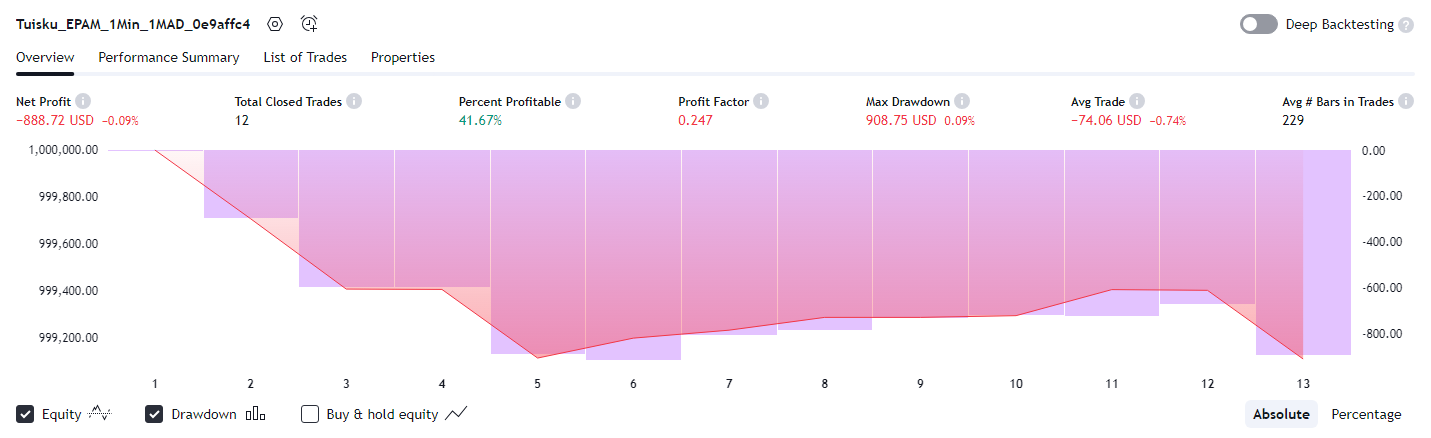 Tuisku_EPAM_1Min_1MAD_0e9affc4
Deep Backtesting ?
Overview Performance Summary List of Trades Properties
Net Profit Total Closed Trades Percent Profitable Profit Factor Max Drawdown Avg Trade Avg # Bars in Trades
−888.72 USD −0.09% 12 41.67% 0.247 908.75 USD 0.09% −74.06 USD −0.74% 229
1,000,000.00 0.00
999,800.00 -200.00
999,600.00 -400.00
999,400.00 -600.00
999,200.00 -800.00
1 2 3 4 5 6 7 8 9 10 11 12 13
Equity Drawdown Buy & hold equity Absolute Percentage